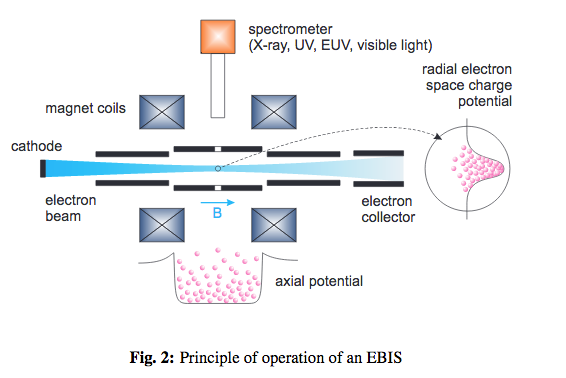 spectrometer
(X-ray, UV, EUV, visible light)
radial electron
space charge
potential
magnet coils
cathode
electron
beam
B
electron
collector
axial potential
Fig. 2: Principle of operation of an EBIS